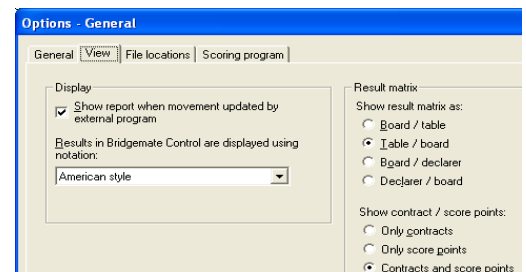 Options - General
General View File locations Scoring program
Display
Show report when movement updated by
external program
Results in Bridgemate Control are displayed using
notation:
American style
Result matrix
Show result matrix as:
Board / table
Table / board
Board / declarer
Declarer / board
Show contract / score points:
Only contracts
Only score points
Contracts and score points